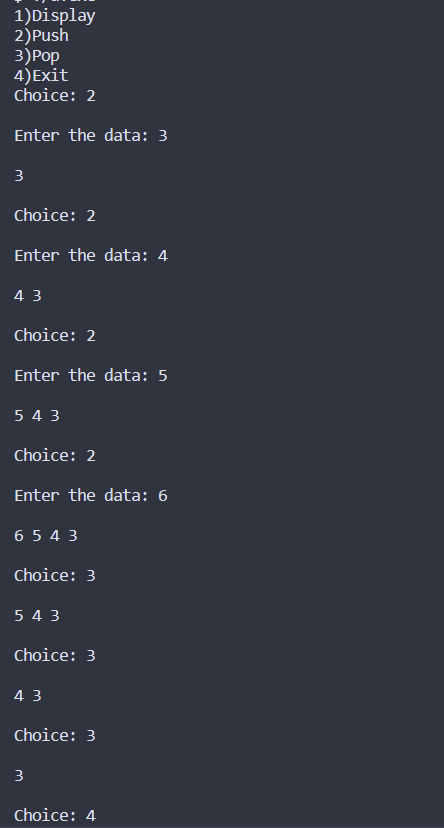 1)Display
2)Push
3)Pop
4)Exit
Choice: 2
Enter the data: 3
3
Choice: 2
Enter the data: 4
4 3
Choice: 2
Enter the data: 5
5 4 3
Choice: 2
Enter the data: 6
6 5 4 3
Choice: 3
5 4 3
Choice: 3
4 3
Choice: 3
3
Choice: 4